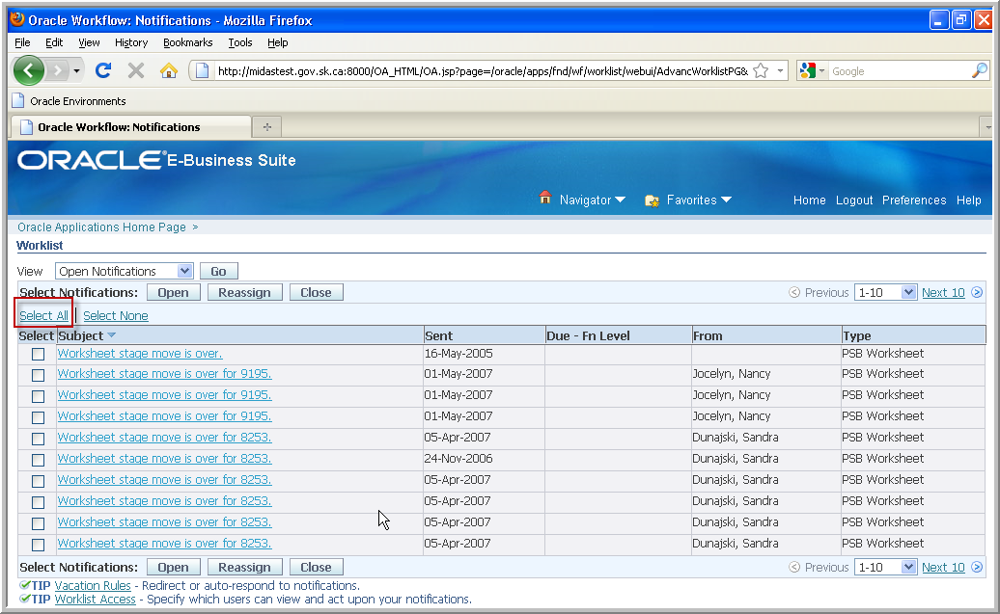 Oracle Workflow: Notifications - Mozilla Firefox
File Edit View History Bookmarks Tools Help
http://midastest.gov.sk.ca:8000/OA_HTML/OA.jsp?page=/oracle/apps/fnd/wf/worklist/webui/AdvancWorklistPG& Google
Oracle Environments
Oracle Workflow: Notifications
ORACLE® E-Business Suite
Navigator Favorites Home Logout Preferences Help
Oracle Applications Home Page >
Worklist
View Open Notifications Go
Select Notifications: Open Reassign Close Previous 1-10 Next 10
Select All | Select None
Select Subject Sent Due - Fn Level From Type
Worksheet stage move is over. 16-May-2005 PSB Worksheet
Worksheet stage move is over for 9195. 01-May-2007 Jocelyn, Nancy PSB Worksheet
Worksheet stage move is over for 9195. 01-May-2007 Jocelyn, Nancy PSB Worksheet
Worksheet stage move is over for 9195. 01-May-2007 Jocelyn, Nancy PSB Worksheet
Worksheet stage move is over for 8253. 05-Apr-2007 Dunajski, Sandra PSB Worksheet
Worksheet stage move is over for 8253. 24-Nov-2006 Dunajski, Sandra PSB Worksheet
Worksheet stage move is over for 8253. 05-Apr-2007 Dunajski, Sandra PSB Worksheet
Worksheet stage move is over for 8253. 05-Apr-2007 Dunajski, Sandra PSB Worksheet
Worksheet stage move is over for 8253. 05-Apr-2007 Dunajski, Sandra PSB Worksheet
Worksheet stage move is over for 8253. 05-Apr-2007 Dunajski, Sandra PSB Worksheet
Select Notifications: Open Reassign Close Previous 1-10 Next 10
TIP Vacation Rules - Redirect or auto-respond to notifications.
TIP Worklist Access - Specify which users can view and act upon your notifications.